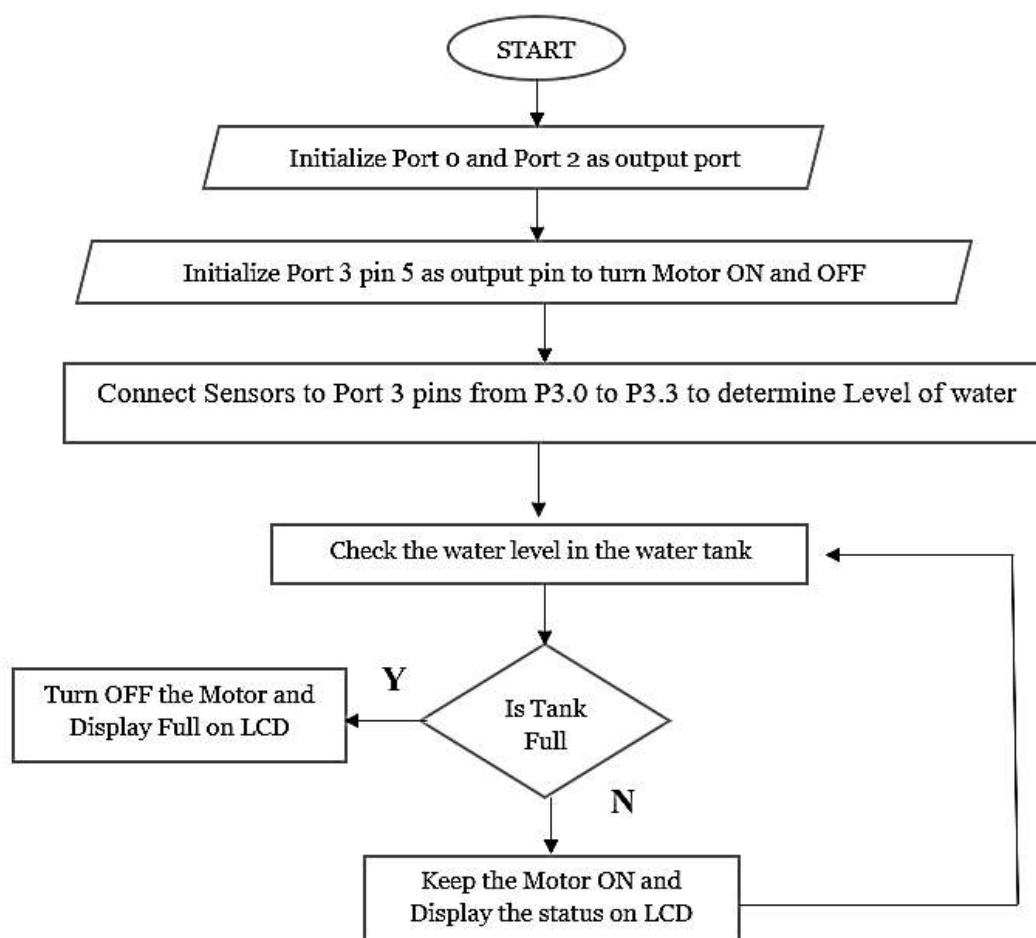 START
Initialize Port 0 and Port 2 as output port
Initialize Port 3 pin 5 as output pin to turn Motor ON and OFF
Connect Sensors to Port 3 pins from P3.0 to P3.3 to determine Level of water
Check the water level in the water tank
Y
Turn OFF the Motor and
Display Full on LCD
Is Tank
Full
N
Keep the Motor ON and
Display the status on LCD